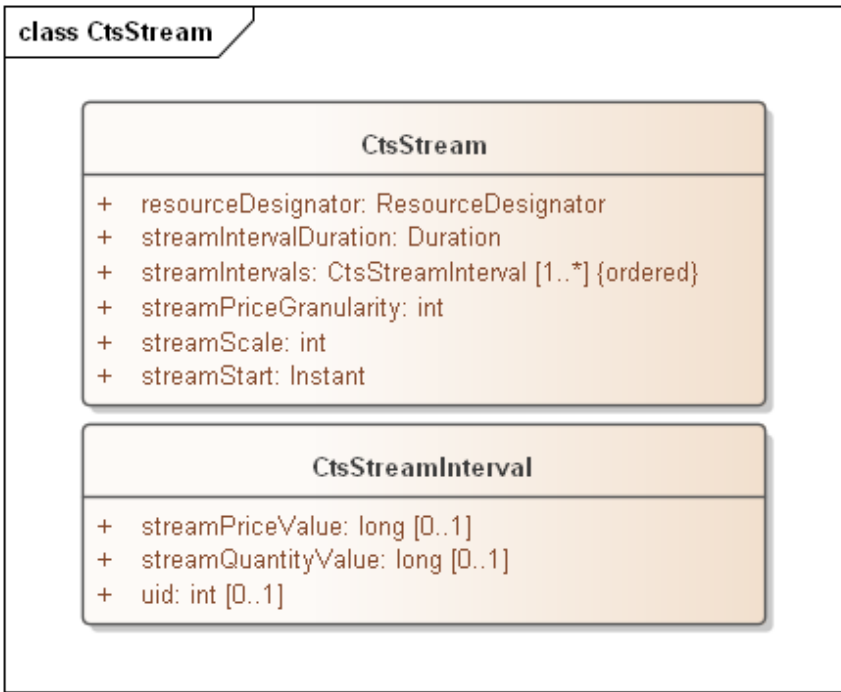 class CtsStream
CtsStream
+ resourceDesignator: ResourceDesignator
+ streamIntervalDuration: Duration
+ streamIntervals: CtsStreamInterval [1..*] {ordered}
+ streamPriceGranularity: int
+ streamScale: int
+ streamStart: Instant
CtsStreamInterval
+ streamPriceValue: long [0..1]
+ streamQuantityValue: long [0..1]
+ uid: int [0..1]